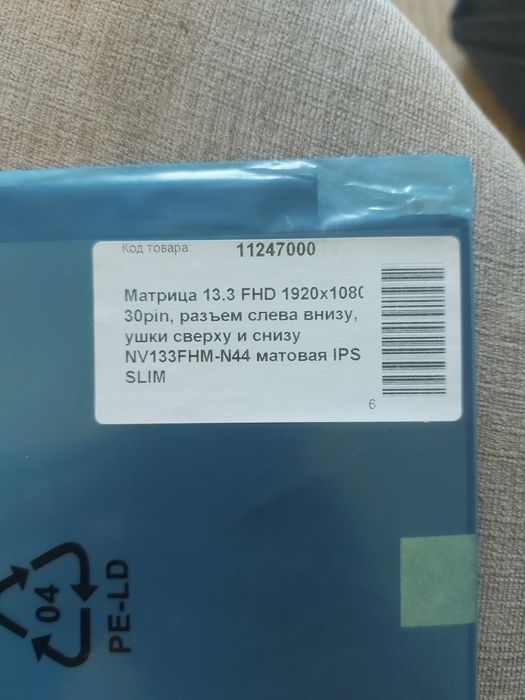 Код товара 11247000
Матрица 13.3 FHD 1920x1080
30pin, разъем слева внизу,
ушки сверху и снизу
NV133FHM-N44 матовая IPS
SLIM
6
04
PE-LD